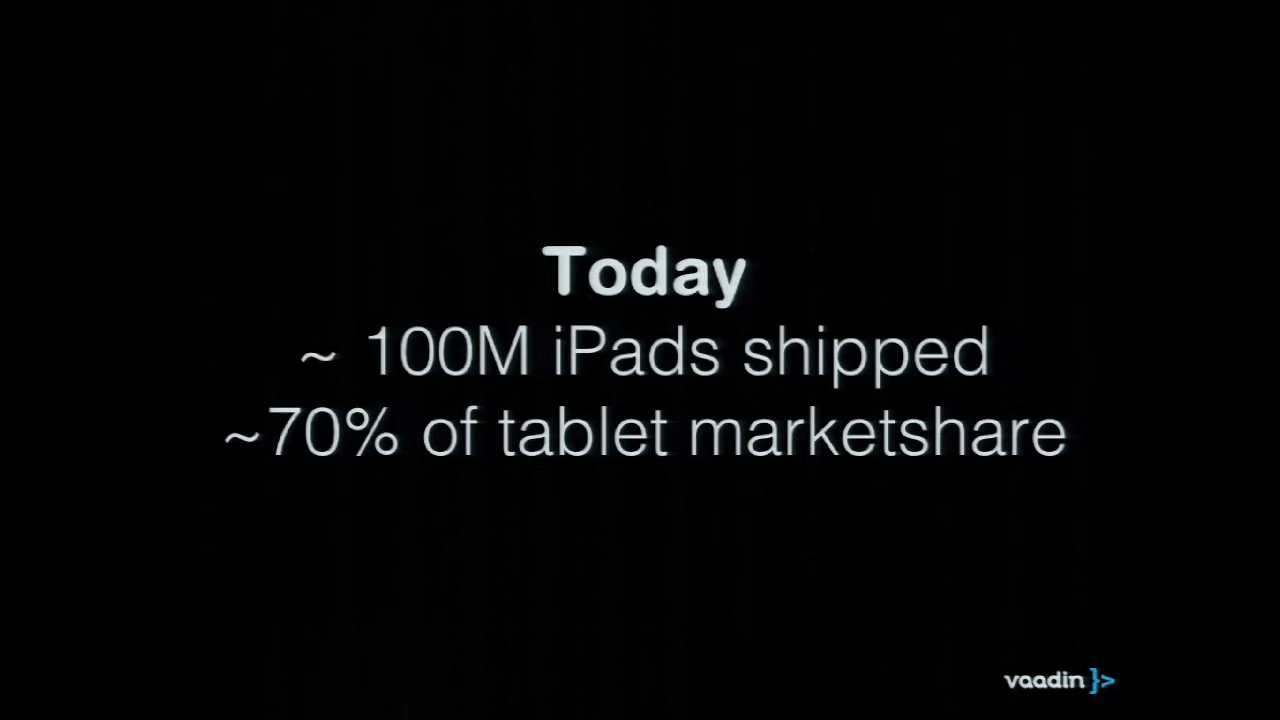 Today
~ 100M iPads shipped
~70% of tablet marketshare
vaadin }>